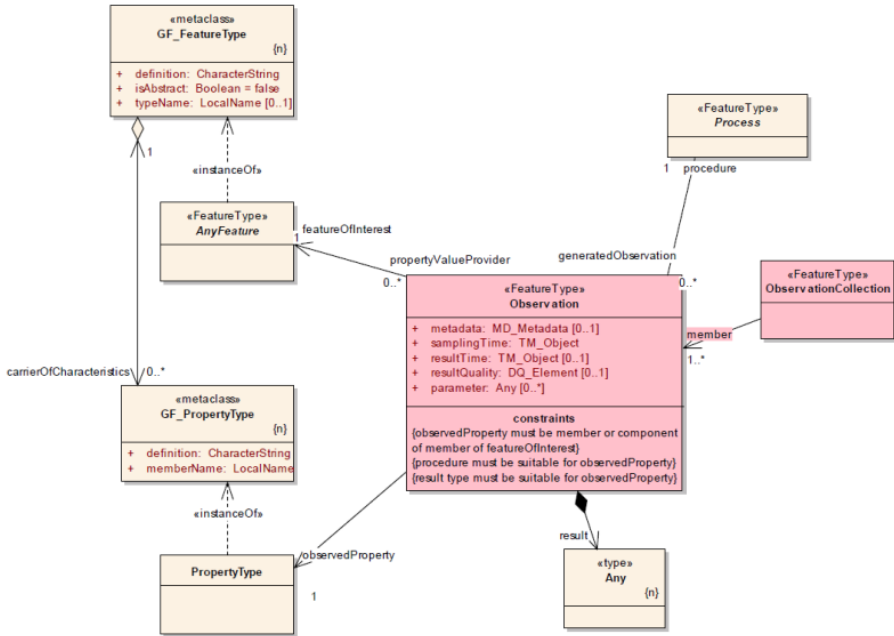 «metaclass»
GF_FeatureType
{n}
+ definition: CharacterString
+ isAbstract: Boolean = false
+ typeName: LocalName [0..1]
1
«instanceOf»
«FeatureType»
AnyFeature
1
featureOfInterest
propertyValueProvider
0..*
«FeatureType»
Process
1
procedure
generatedObservation
0..*
«FeatureType»
Observation
+ metadata: MD_Metadata [0..1]
+ samplingTime: TM_Object
+ resultTime: TM_Object [0..1]
+ resultQuality: DQ_Element [0..1]
+ parameter: Any [0..*]
constraints
{observedProperty must be member or component
of member of featureOfInterest}
{procedure must be suitable for observedProperty}
{result type must be suitable for observedProperty}
«FeatureType»
ObservationCollection
member
1..*
carrierOfCharacteristics
0..*
«metaclass»
GF_PropertyType
{n}
+ definition: CharacterString
+ memberName: LocalName
«instanceOf»
PropertyType
observedProperty
1
result
«type»
Any
{n}